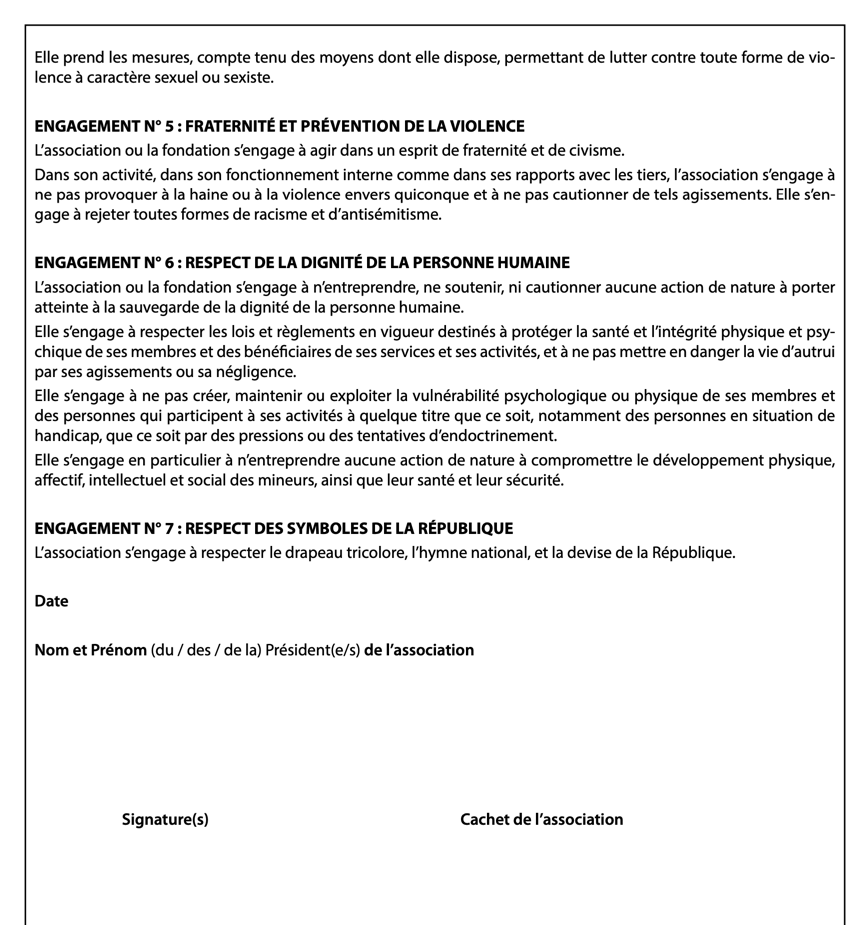 Elle prend les mesures, compte tenu des moyens dont elle dispose, permettant de lutter contre toute forme de vio-
lence à caractère sexuel ou sexiste.
ENGAGEMENT N° 5 : FRATERNITÉ ET PRÉVENTION DE LA VIOLENCE
L’association ou la fondation s’engage à agir dans un esprit de fraternité et de civisme.
Dans son activité, dans son fonctionnement interne comme dans ses rapports avec les tiers, l’association s’engage à
ne pas provoquer à la haine ou à la violence envers quiconque et à ne pas cautionner de tels agissements. Elle s’en-
gage à rejeter toutes formes de racisme et d’antisémitisme.
ENGAGEMENT N° 6 : RESPECT DE LA DIGNITÉ DE LA PERSONNE HUMAINE
L’association ou la fondation s’engage à n’entreprendre, ne soutenir, ni cautionner aucune action de nature à porter
atteinte à la sauvegarde de la dignité de la personne humaine.
Elle s’engage à respecter les lois et règlements en vigueur destinés à protéger la santé et l’intégrité physique et psy-
chique de ses membres et des bénéficiaires de ses services et ses activités, et à ne pas mettre en danger la vie d’autrui
par ses agissements ou sa négligence.
Elle s’engage à ne pas créer, maintenir ou exploiter la vulnérabilité psychologique ou physique de ses membres et
des personnes qui participent à ses activités à quelque titre que ce soit, notamment des personnes en situation de
handicap, que ce soit par des pressions ou des tentatives d’endoctrinement.
Elle s’engage en particulier à n’entreprendre aucune action de nature à compromettre le développement physique,
affectif, intellectuel et social des mineurs, ainsi que leur santé et leur sécurité.
ENGAGEMENT N° 7 : RESPECT DES SYMBOLES DE LA RÉPUBLIQUE
L’association s’engage à respecter le drapeau tricolore, l’hymne national, et la devise de la République.
Date
Nom et Prénom (du / des / de la) Président(e/s) de l’association
Signature(s) Cachet de l’association